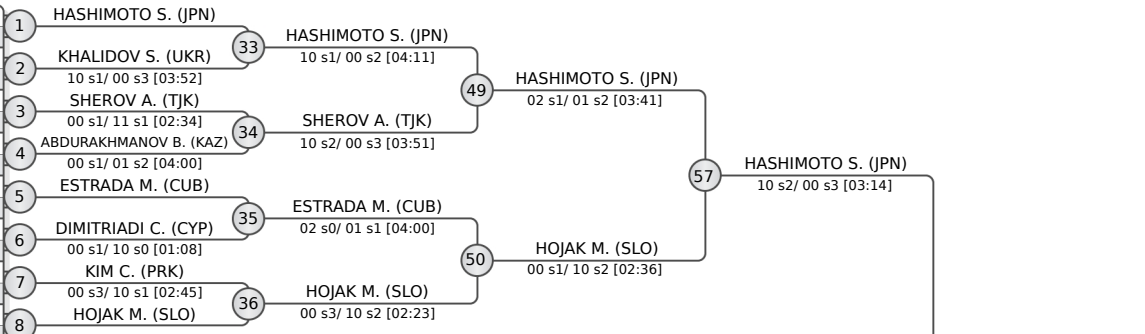 1
HASHIMOTO S. (JPN)
33
HASHIMOTO S. (JPN)
10 s1/ 00 s2 [04:11]
2
KHALIDOV S. (UKR)
10 s1/ 00 s3 [03:52]
49
HASHIMOTO S. (JPN)
02 s1/ 01 s2 [03:41]
3
SHEROV A. (TJK)
00 s1/ 11 s1 [02:34]
34
SHEROV A. (TJK)
10 s2/ 00 s3 [03:51]
4
ABDURAKHMANOV B. (KAZ)
00 s1/ 01 s2 [04:00]
57
HASHIMOTO S. (JPN)
10 s2/ 00 s3 [03:14]
5
ESTRADA M. (CUB)
35
ESTRADA M. (CUB)
02 s0/ 01 s1 [04:00]
6
DIMITRIADI C. (CYP)
00 s1/ 10 s0 [01:08]
50
HOJAK M. (SLO)
00 s1/ 10 s2 [02:36]
7
KIM C. (PRK)
00 s3/ 10 s1 [02:45]
36
HOJAK M. (SLO)
00 s3/ 10 s2 [02:23]
8
HOJAK M. (SLO)